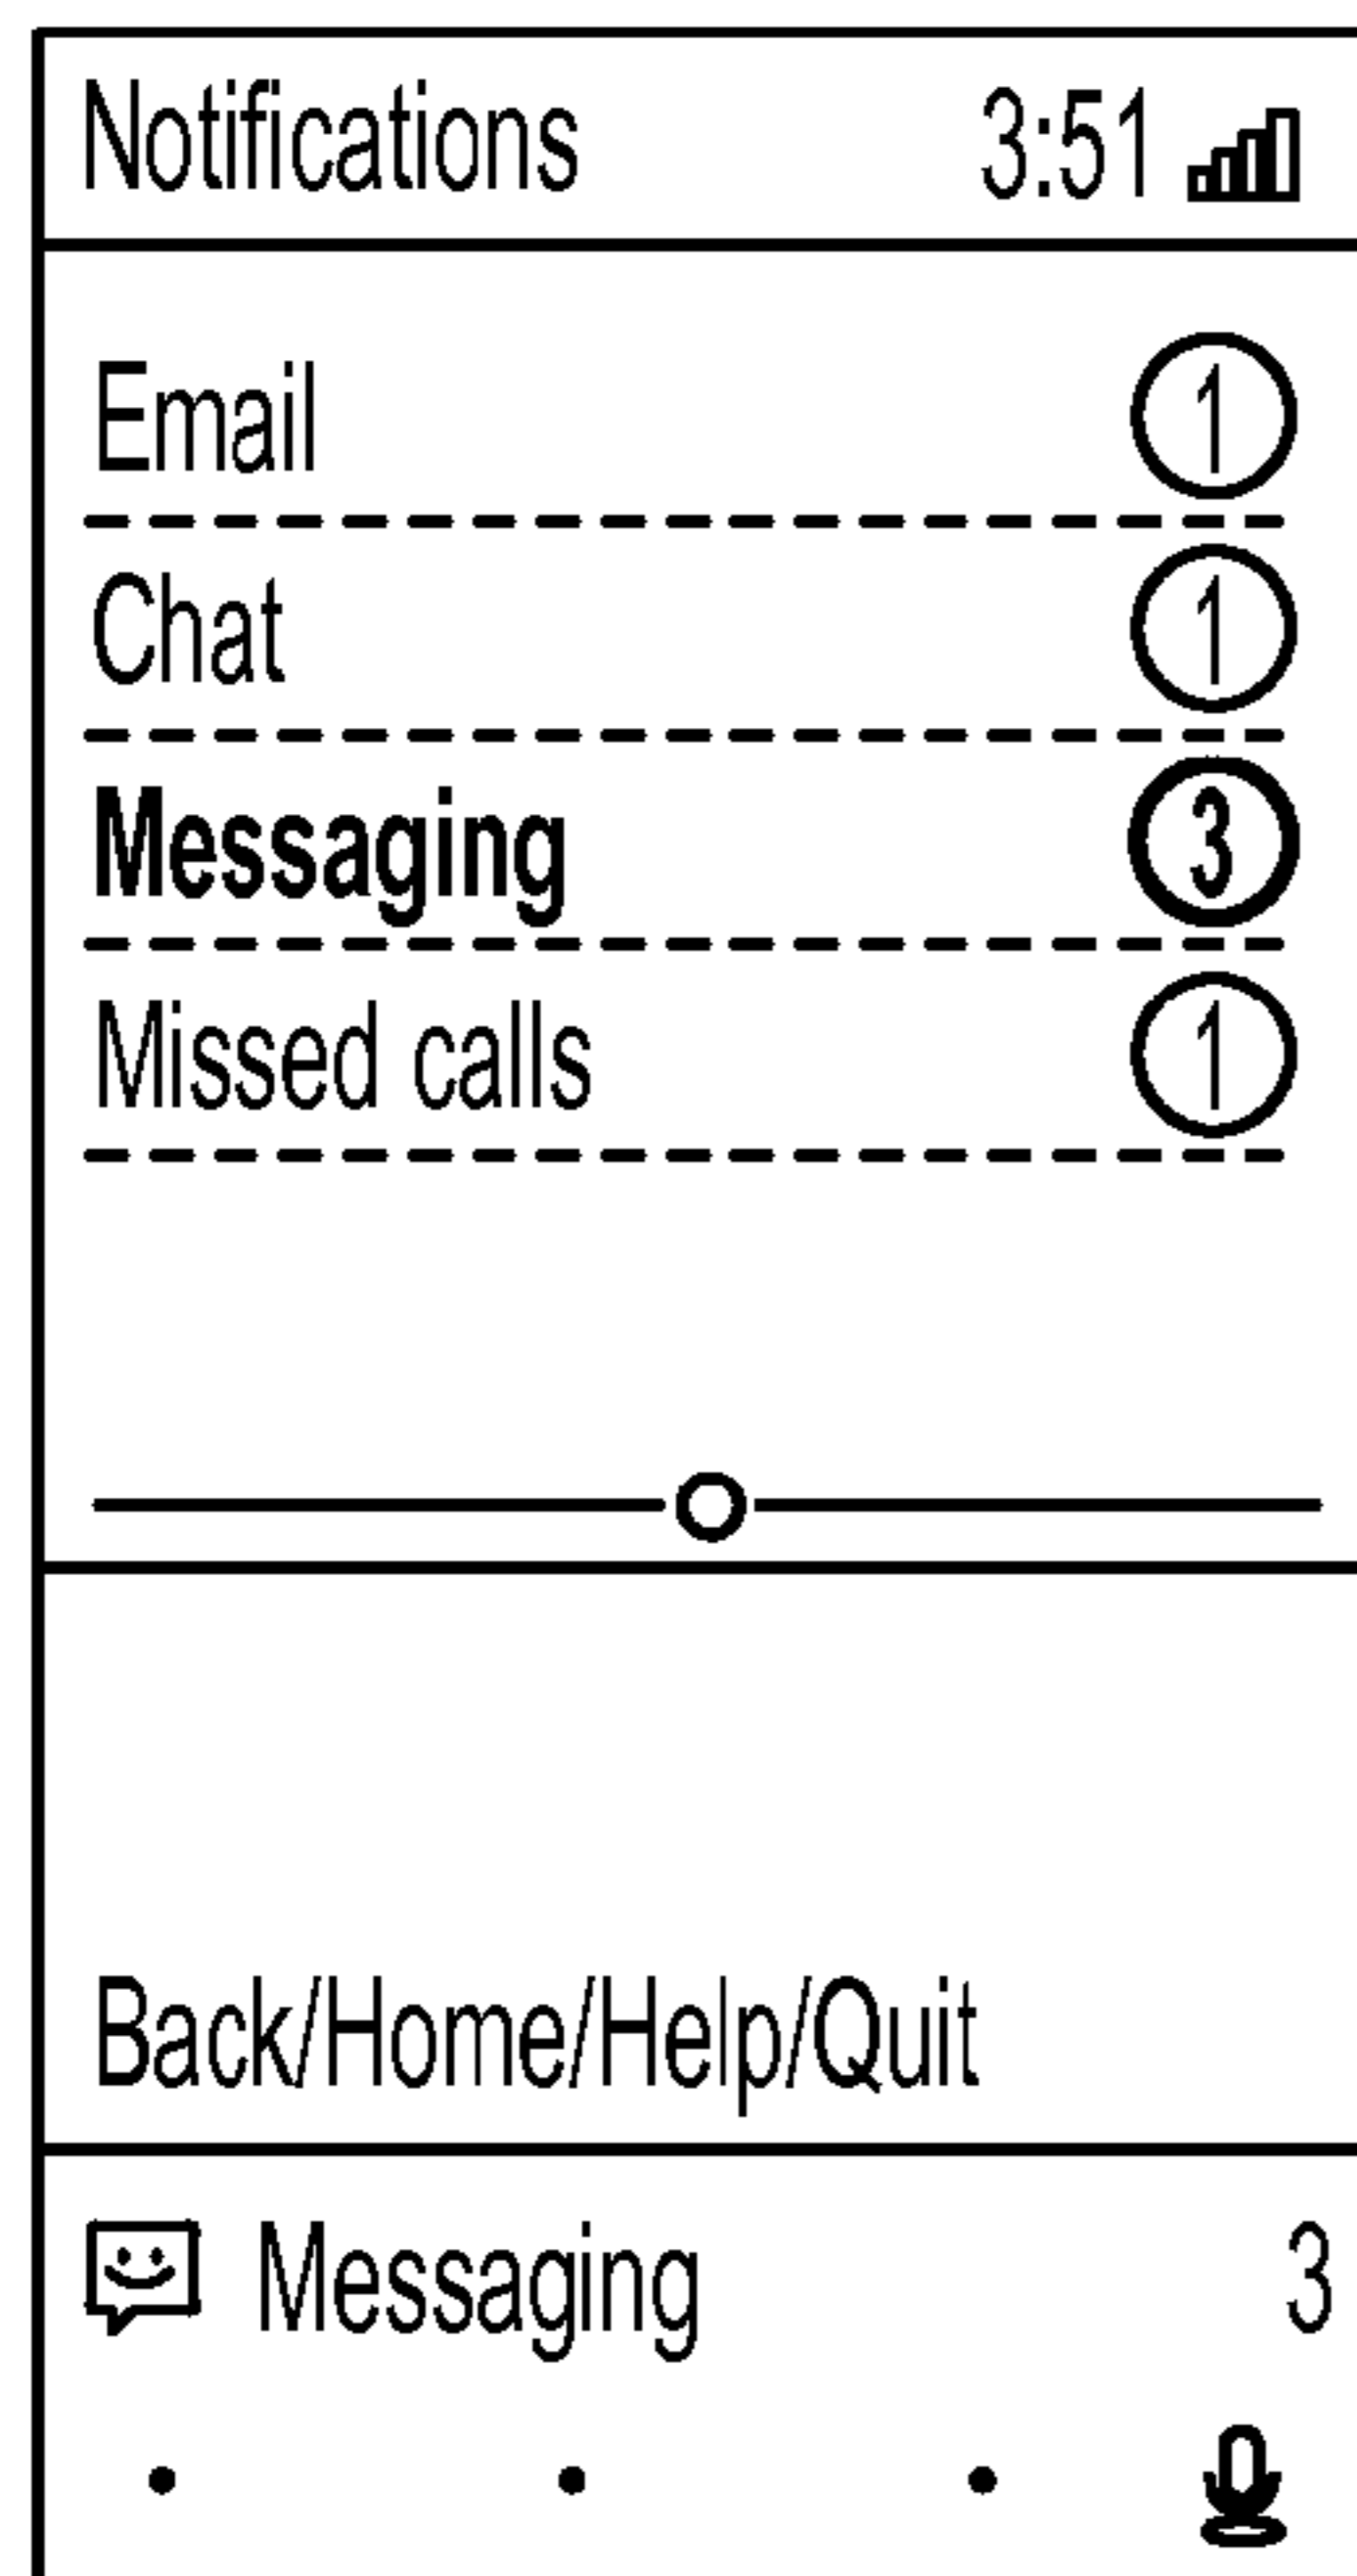 Notifications 3:51
Email 1
Chat 1
Messaging 3
Missed calls 1
Back/Home/Help/Quit
Messaging 3